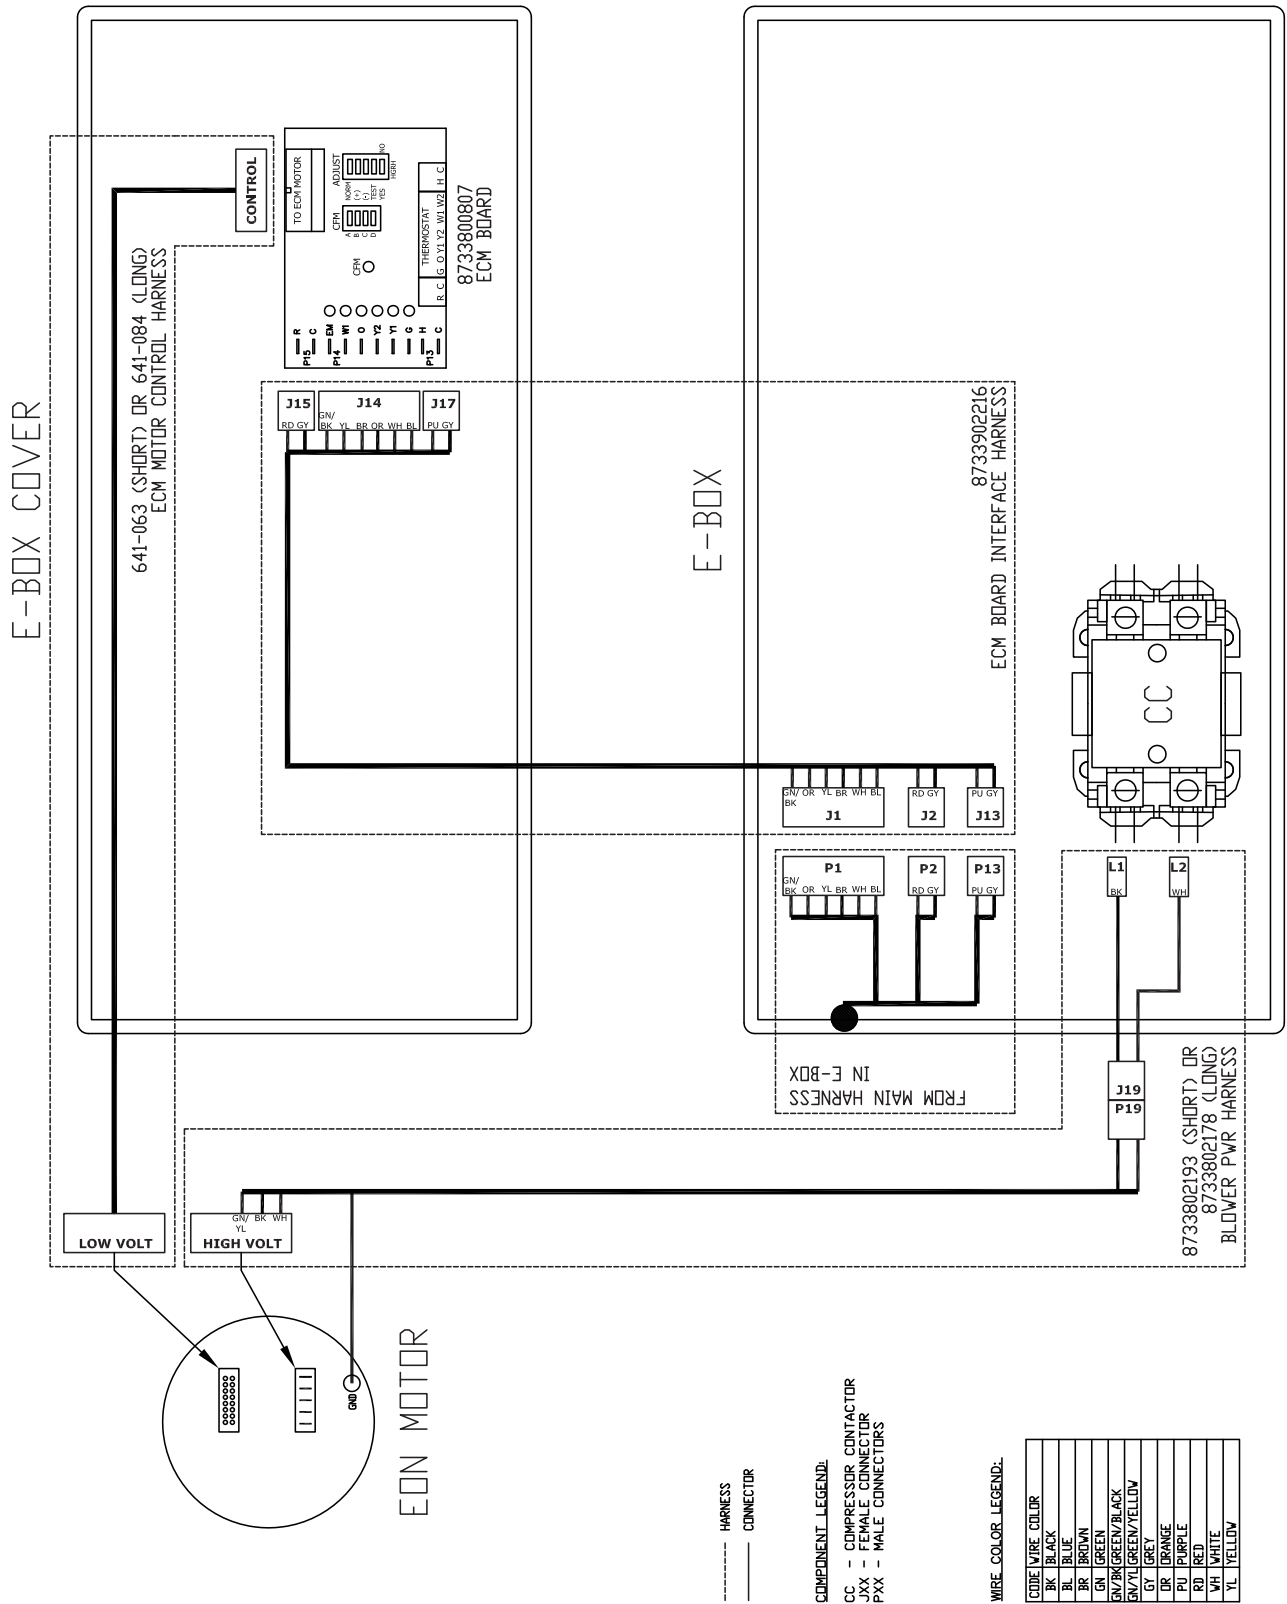 E-BOX COVER
641-063 (SHORT) OR 641-084 (LONG)
ECM MOTOR CONTROL HARNESS
CONTROL
TO ECM MOTOR
ADJUST
NORM
(+)
(-)
TEST
YES
NO
HGRH
CFM
A
B
C
D
CFM
THERMOSTAT
R C G O Y1 Y2 W1 W2 H C
R
C
EM
W1
O
Y2
Y1
G
H
C
P15
P14
P13
8733800807
ECM BOARD
J15
RD GY
J14
GN/
BK YL BR OR WH BL
J17
PU GY
E-BOX
8733902216
ECM BOARD INTERFACE HARNESS
GN/ OR YL BR WH BL
BK
J1
RD GY
J2
PU GY
J13
P1
GN/
BK OR YL BR WH BL
P2
RD GY
P13
PU GY
FROM MAIN HARNESS
IN E-BOX
CC
L1
BK
L2
WH
J19
P19
8733802193 (SHORT) OR
8733802178 (LONG)
BLOWER PWR HARNESS
LOW VOLT
GN/ BK WH
YL
HIGH VOLT
GND
EON MOTOR
HARNESS
CONNECTOR
COMPONENT LEGEND:
CC - COMPRESSOR CONTACTOR
JXX - FEMALE CONNECTOR
PXX - MALE CONNECTORS
WIRE COLOR LEGEND:
CODE WIRE COLOR
BK BLACK
BL BLUE
BR BROWN
GN GREEN
GN/BK GREEN/BLACK
GN/YL GREEN/YELLOW
GY GREY
OR ORANGE
PU PURPLE
RD RED
WH WHITE
YL YELLOW